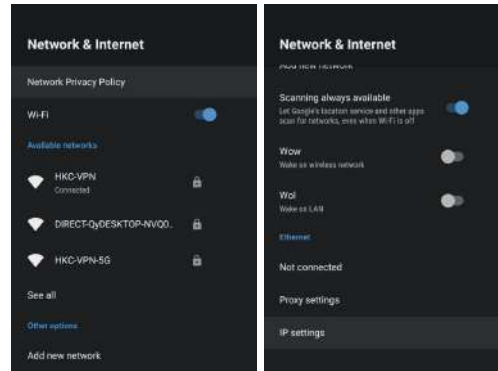 Network & Internet
Network Privacy Policy
Wi-Fi
Available networks
HKC-VPN
Connected
DIRECT-QyDESKTOP-NVQ0..
HKC-VPN-5G
See all
Other options
Add new network
Network & Internet
Add new network
Scanning always available
Let Google's location service and other apps
scan for networks, even when Wi-Fi is off
Wow
Wake on wireless network
Wol
Wake on LAN
Ethernet
Not connected
Proxy settings
IP settings